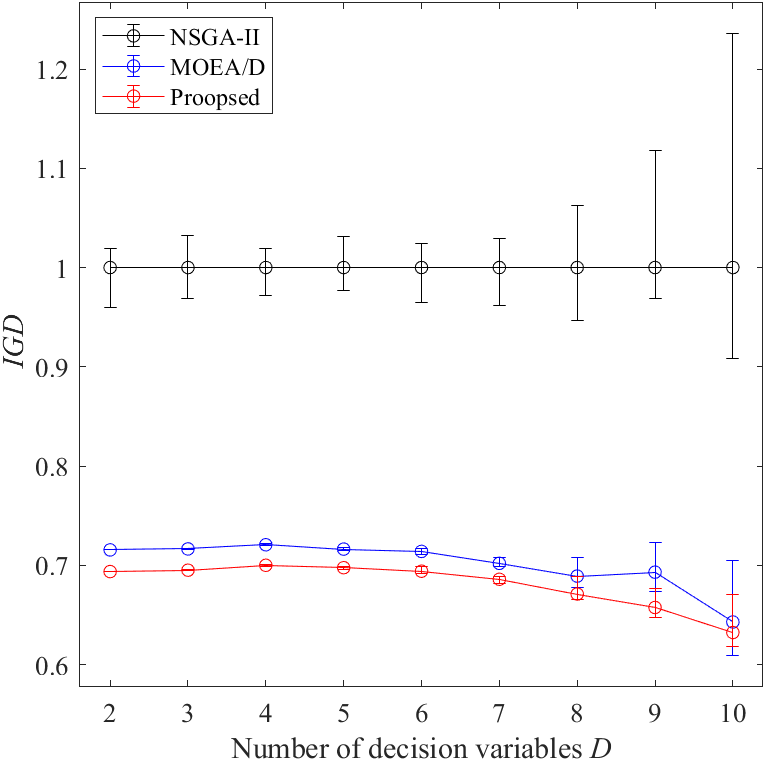 NSGA-II
MOEA/D
Proopsed
1.2
1.1
1
0.9
0.8
0.7
0.6
IGD
2 3 4 5 6 7 8 9 10
Number of decision variables D